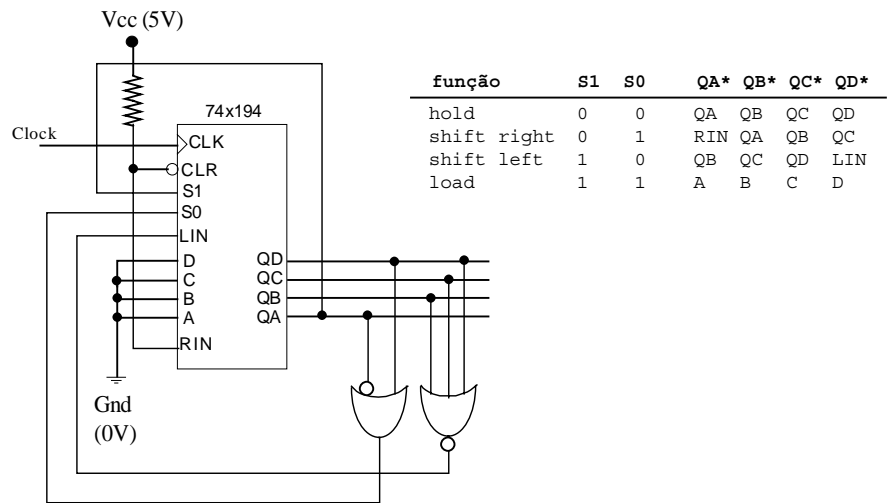 Vcc (5V)
74x194
Clock
CLK
CLR
S1
S0
LIN
D
C
B
A
RIN
QD
QC
QB
QA
Gnd
(0V)
função S1 S0 QA* QB* QC* QD*
hold 0 0 QA QB QC QD
shift right 0 1 RIN QA QB QC
shift left 1 0 QB QC QD LIN
load 1 1 A B C D